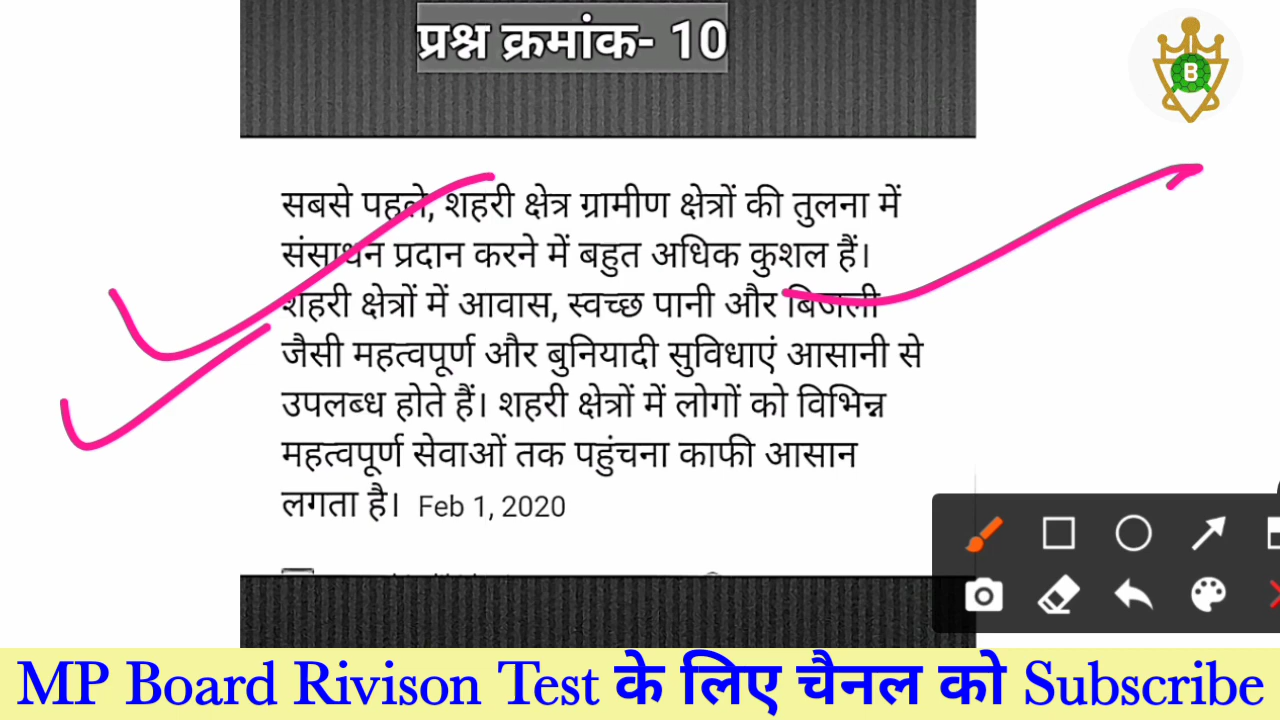 प्रश्न क्रमांक- 10
B
सबसे पहले, शहरी क्षेत्र ग्रामीण क्षेत्रों की तुलना में
संसाधन प्रदान करने में बहुत अधिक कुशल हैं।
शहरी क्षेत्रों में आवास, स्वच्छ पानी और बिजली
जैसी महत्वपूर्ण और बुनियादी सुविधाएं आसानी से
उपलब्ध होते हैं। शहरी क्षेत्रों में लोगों को विभिन्न
महत्वपूर्ण सेवाओं तक पहुंचना काफी आसान
लगता है। Feb 1, 2020
MP Board Rivison Test के लिए चैनल को Subscribe